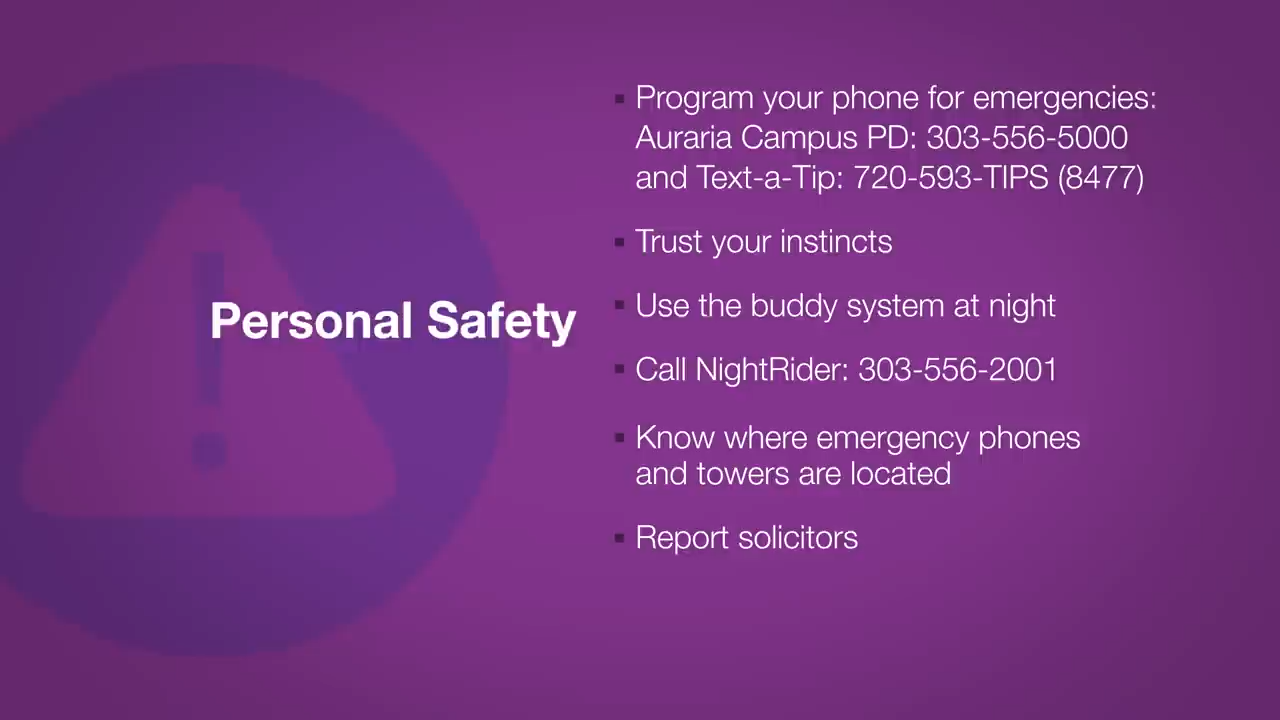 Personal Safety
Program your phone for emergencies:
Auraria Campus PD: 303-556-5000
and Text-a-Tip: 720-593-TIPS (8477)
Trust your instincts
Use the buddy system at night
Call NightRider: 303-556-2001
Know where emergency phones
and towers are located
Report solicitors